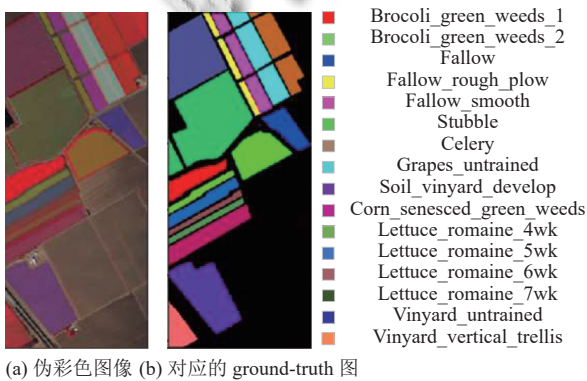 Brocoli_green_weeds_1
Brocoli_green_weeds_2
Fallow
Fallow_rough_plow
Fallow_smooth
Stubble
Celery
Grapes_untrained
Soil_vinyard_develop
Corn_senesced_green_weeds
Lettuce_romaine_4wk
Lettuce_romaine_5wk
Lettuce_romaine_6wk
Lettuce_romaine_7wk
Vinyard_untrained
Vinyard_vertical_trellis
(a) 伪彩色图像 (b) 对应的 ground-truth 图